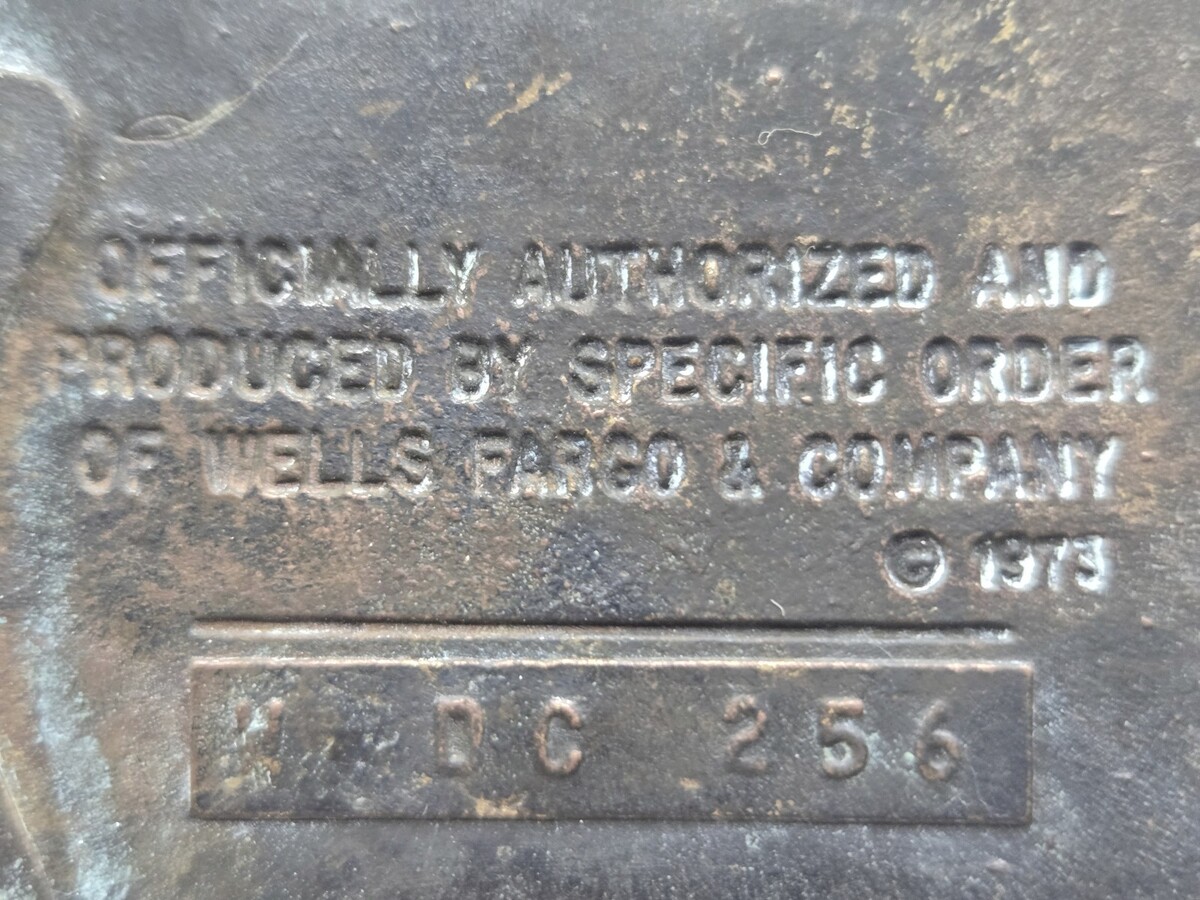 OFFICIALLY AUTHORIZED AND
PRODUCED BY SPECIFIC ORDER
OF WELLS FARGO & COMPANY
© 1973
DC 256